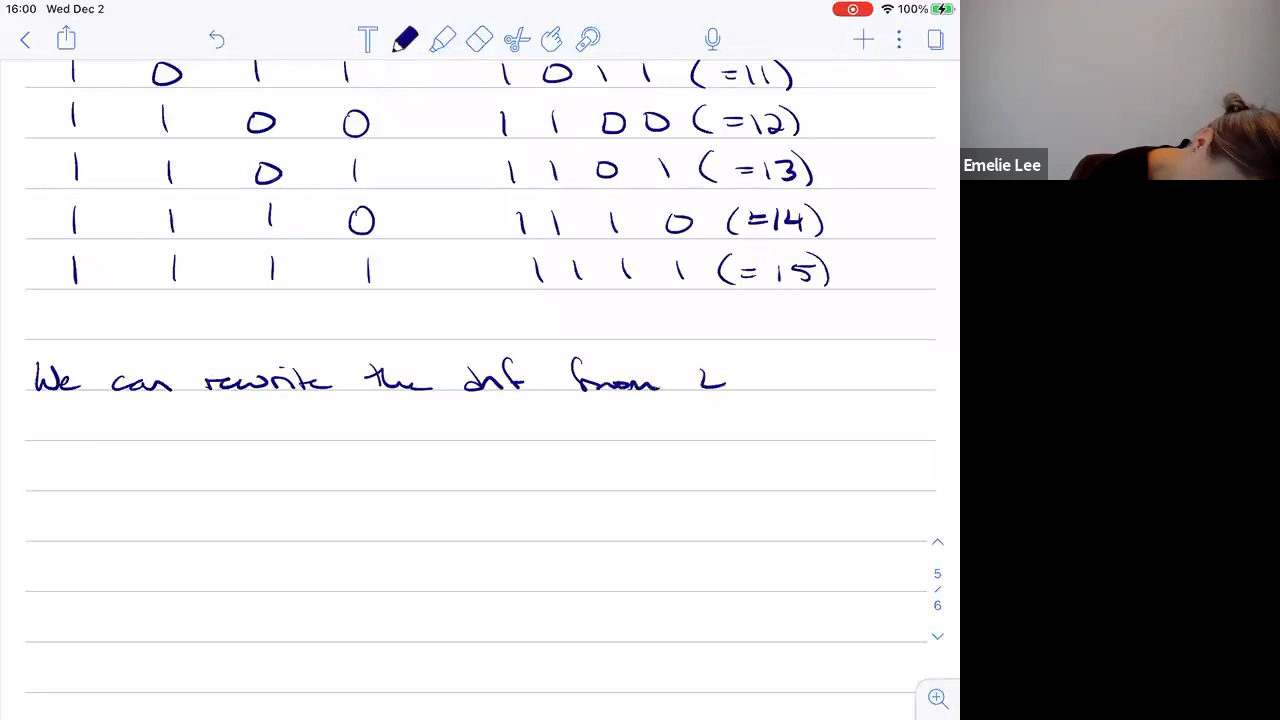 16:00 Wed Dec 2
100%
T
1 0 1 1 1 0 1 1 (=11)
1 1 0 0 1 1 0 0 (=12)
1 1 0 1 1 1 0 1 (=13)
1 1 1 0 1 1 1 0 (=14)
1 1 1 1 1 1 1 1 (=15)
We can rewrite the dnf from
5
6
Emelie Lee